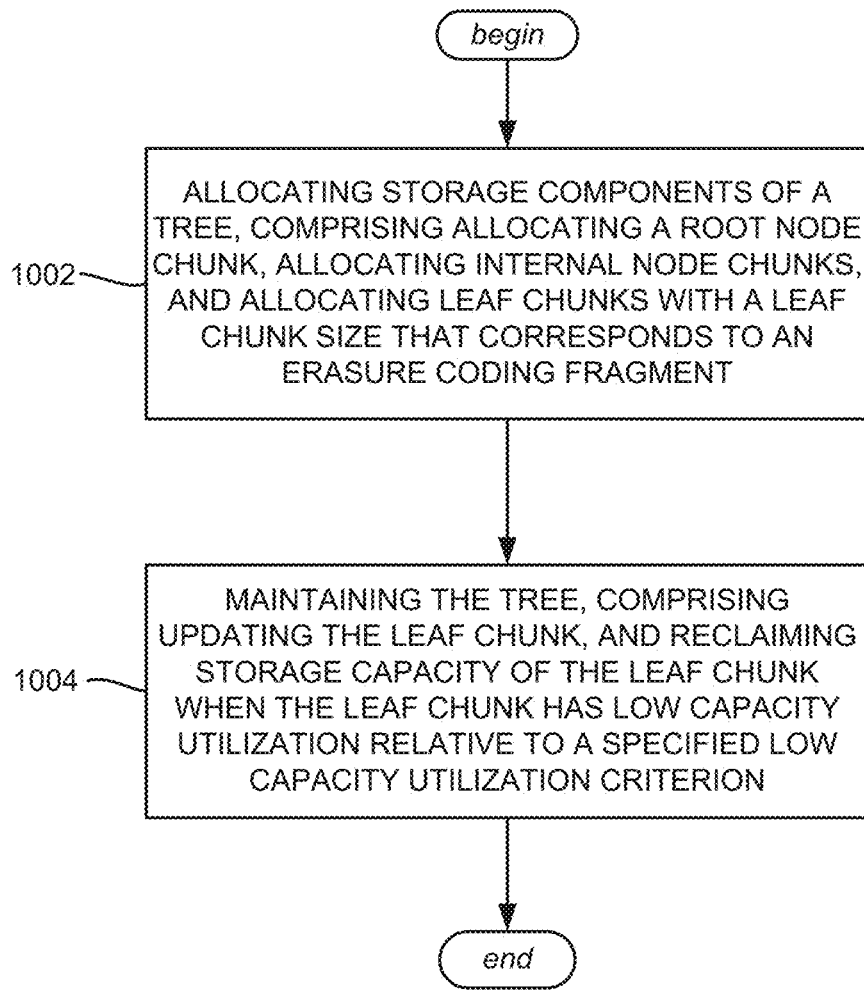 begin
ALLOCATING STORAGE COMPONENTS OF A
TREE, COMPRISING ALLOCATING A ROOT NODE
CHUNK, ALLOCATING INTERNAL NODE CHUNKS,
AND ALLOCATING LEAF CHUNKS WITH A LEAF
CHUNK SIZE THAT CORRESPONDS TO AN
ERASURE CODING FRAGMENT
1002
MAINTAINING THE TREE, COMPRISING
UPDATING THE LEAF CHUNK, AND RECLAIMING
STORAGE CAPACITY OF THE LEAF CHUNK
WHEN THE LEAF CHUNK HAS LOW CAPACITY
UTILIZATION RELATIVE TO A SPECIFIED LOW
CAPACITY UTILIZATION CRITERION
1004
end